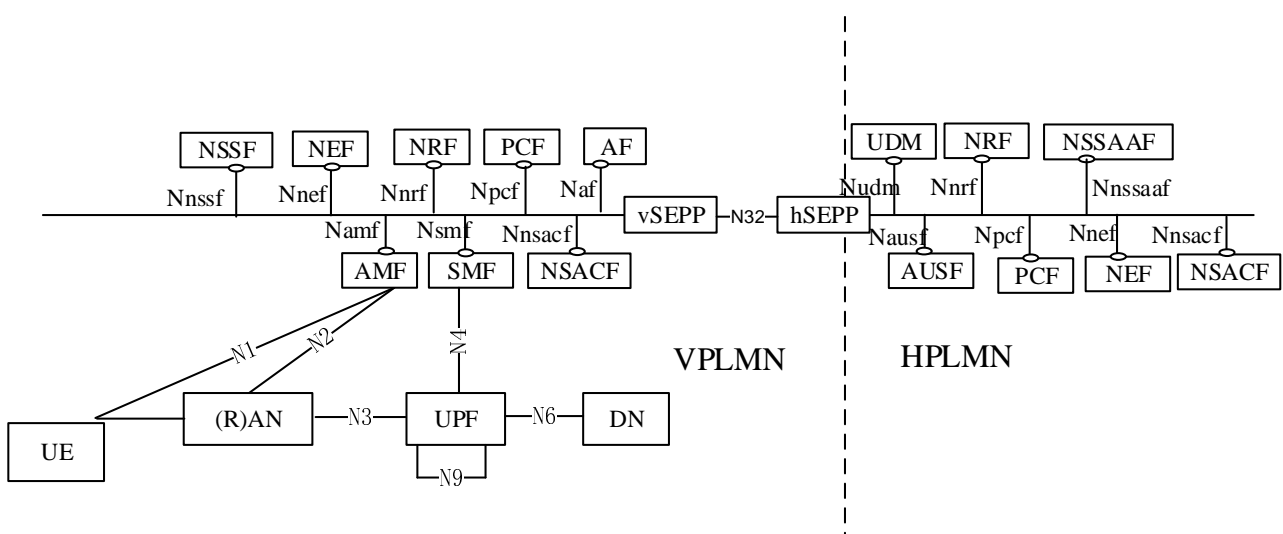 NSSF NEF NRF PCF AF UDM NRF NSSAAF
Nnssf Nnef Nnrf Npcf Naf Nudm Nnrf Nnssaaf
vSEPP N32 hSEPP
Namf Nsmf Nnsacf Nausf Npcf Nnef Nnsacf
AMF SMF NSACF AUSF PCF NEF NSACF
N1 N2 N4 VPLMN HPLMN
UE (R)AN N3 UPF N6 DN
N9